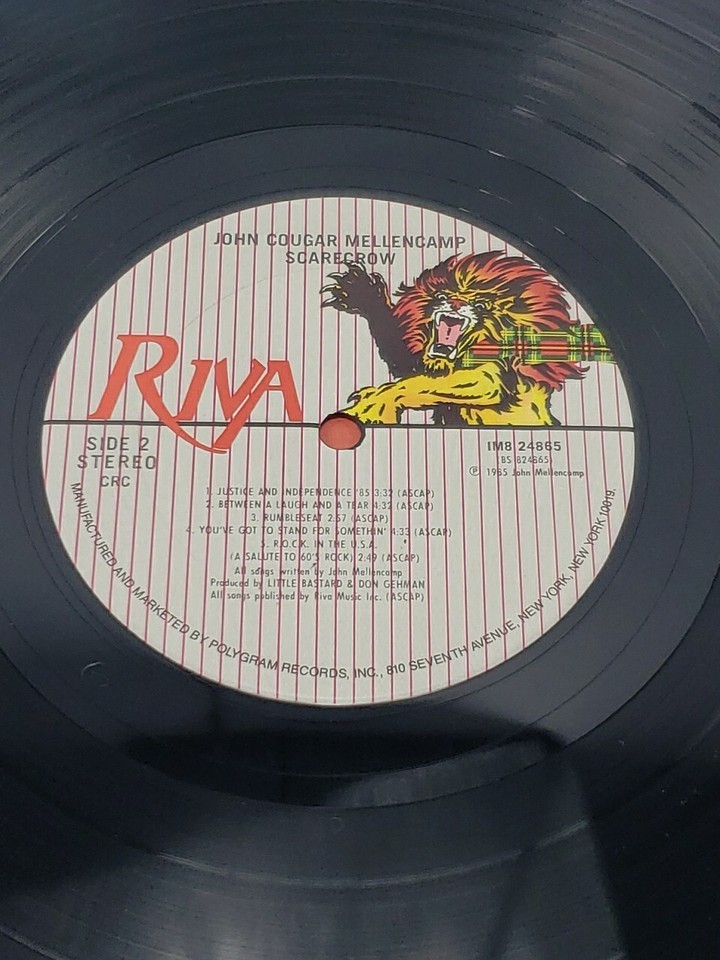 JOHN COUGAR MELLENCAMP
SCARECROW
RIVA
SIDE 2
STEREO
CRC
IM8 24865
(BS 824865)
Ⓟ 1985 John Mellencamp
1. JUSTICE AND INDEPENDENCE '85 3:32 (ASCAP)
2. BETWEEN A LAUGH AND A TEAR 4:32 (ASCAP)
3. RUMBLESEAT 2:57 (ASCAP)
4. YOU'VE GOT TO STAND FOR SOMETHIN' 4:33 (ASCAP)
5. R.O.C.K. IN THE U.S.A.
(A SALUTE TO 60'S ROCK) 2:49 (ASCAP)
All songs written by John Mellencamp
Produced by LITTLE BASTARD & DON GEHMAN
All songs published by Riva Music Inc. (ASCAP)
MANUFACTURED AND MARKETED BY POLYGRAM RECORDS, INC., 810 SEVENTH AVENUE, NEW YORK, NEW YORK 10019.